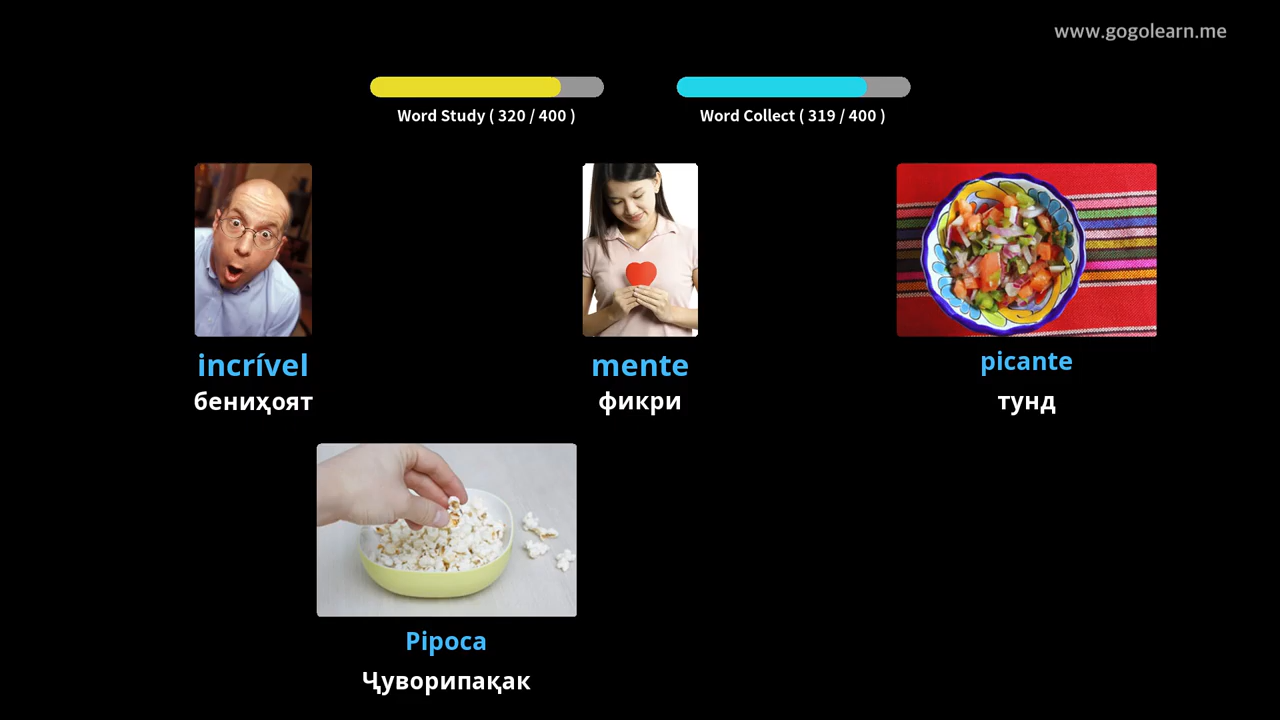 www.gogolearn.me
Word Study ( 320 / 400 )
Word Collect ( 319 / 400 )
incrível
бениҳоят
mente
фикри
picante
тунд
Pipoca
Ҷуворипақак